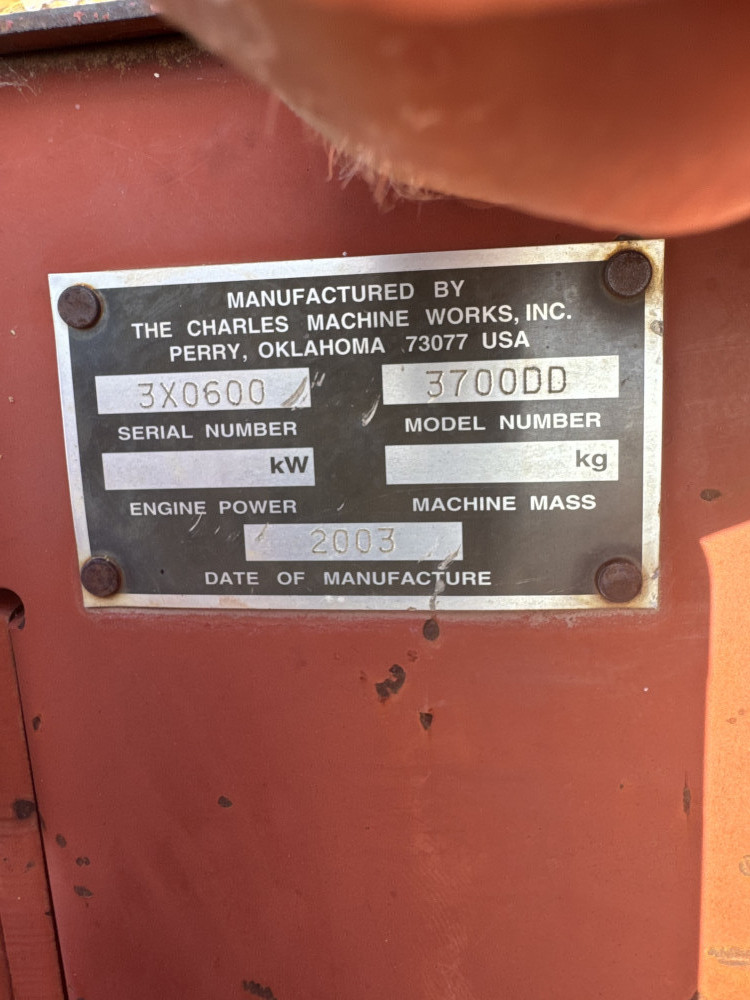 MANUFACTURED BY
THE CHARLES MACHINE WORKS, INC.
PERRY, OKLAHOMA 73077 USA
3X0600 3700DD
SERIAL NUMBER MODEL NUMBER
kW kg
ENGINE POWER MACHINE MASS
2003
DATE OF MANUFACTURE